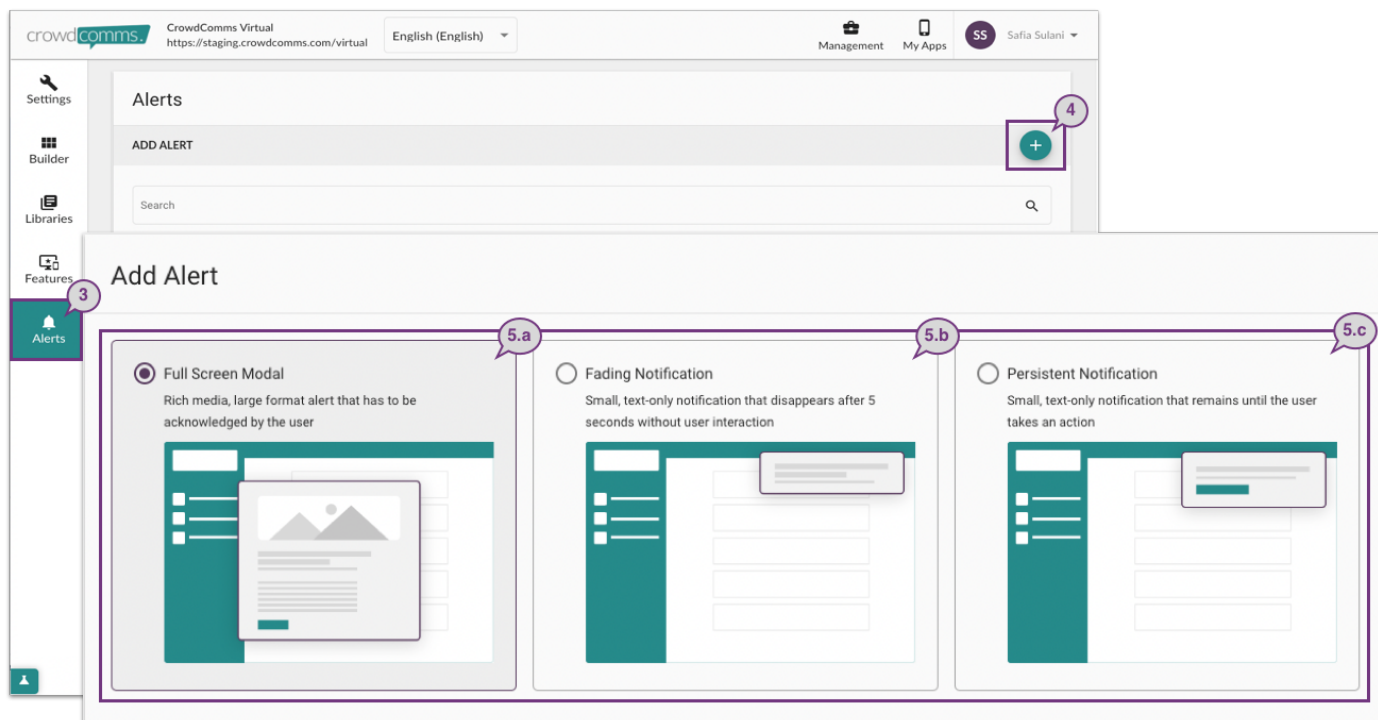 crowdcomms.
CrowdComms Virtual
https://staging.crowdcomms.com/virtual
English (English)
Management
My Apps
SS
Safia Sulani
Settings
Builder
Libraries
Features
3
Alerts
Alerts
4
ADD ALERT
+
Search
Add Alert
5.a
5.b
5.c
Full Screen Modal
Rich media, large format alert that has to be
acknowledged by the user
Fading Notification
Small, text-only notification that disappears after 5
seconds without user interaction
Persistent Notification
Small, text-only notification that remains until the user
takes an action